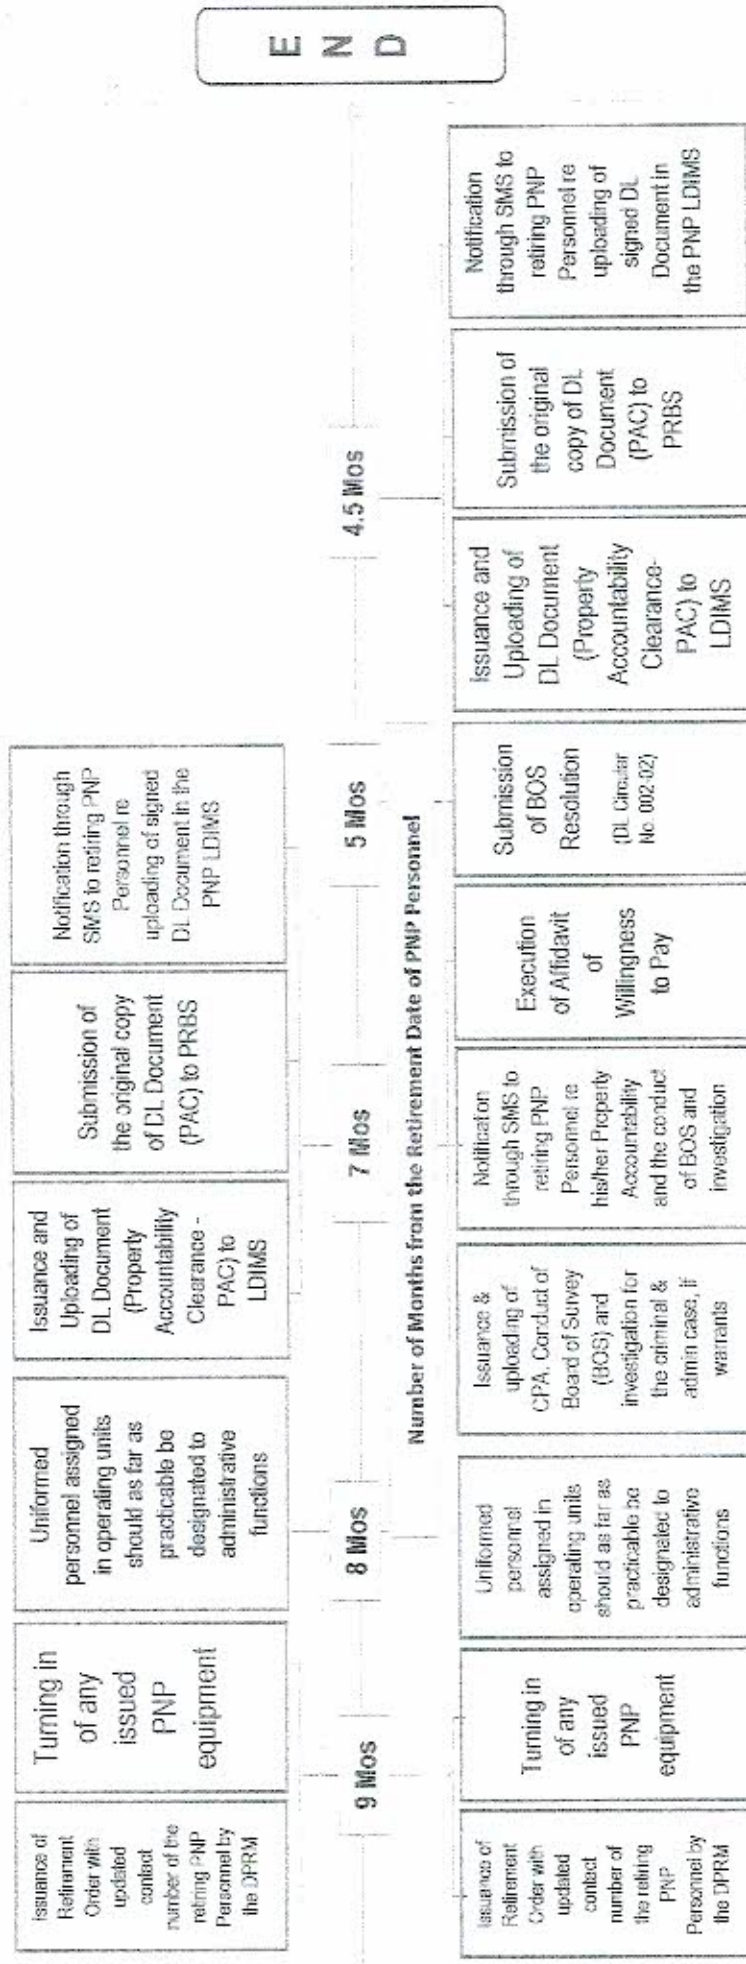 Issuance of
Retirement
Order with
updated
contact
number of the
retiring PNP
Personnel by
the DPRM
Turning in
of any
issued
PNP
equipment
Uniformed
personnel assigned
in operating units
should as far as
practicable be
designated to
administrative
functions
Issuance and
Uploading of
DL Document
(Property
Accountability
Clearance -
PAC) to
LDIMS
Submission of
the original copy
of DL Document
(PAC) to PRBS
Notification through
SMS to retiring PNP
Personnel re
uploading of signed
DL Document in the
PNP LDIMS
9 Mos
8 Mos
7 Mos
5 Mos
4.5 Mos
E
N
D
Number of Months from the Retirement Date of PNP Personnel
Issuance of
Retirement
Order with
updated
contact
number of
the retiring
PNP
Personnel by
the DPRM
Turning in
of any
issued
PNP
equipment
Uniformed
personnel
assigned in
operating units
should as far as
practicable be
designated to
administrative
functions
Issuance &
uploading of
CPA, Conduct of
Board of Survey
(BOS) and
investigation for
the criminal &
admin case, if
warrants
Notification
through SMS to
retiring PNP
Personnel re
his/her Property
Accountability
and the conduct
of BOS and
investigation
Execution
of Affidavit
of
Willingness
to Pay
Submission
of BOS
Resolution
(DL Circular
No. 002-02)
Issuance and
Uploading of
DL Document
(Property
Accountability
Clearance-
PAC) to
LDIMS
Submission of
the original
copy of DL
Document
(PAC) to
PRBS
Notification
through SMS to
retiring PNP
Personnel re
uploading of
signed DL
Document in
the PNP LDIMS